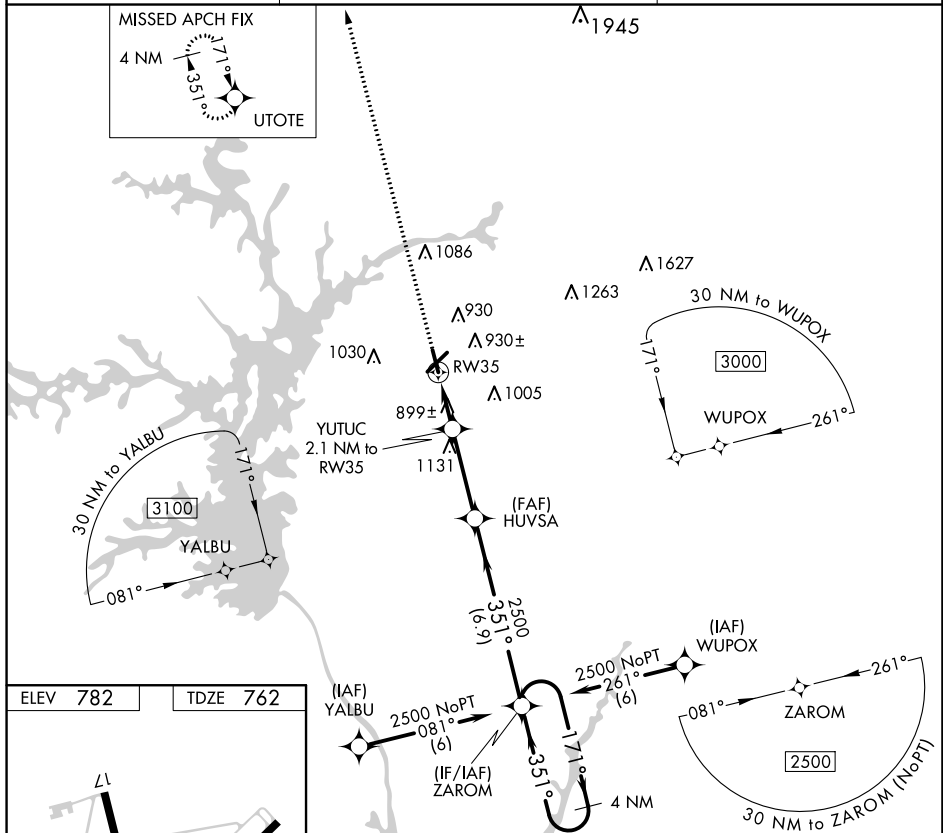 MISSED APCH FIX
4 NM
171°
351°
UTOTE
1945
1086
1627
1263
930
930±
1030
RW35
1005
899±
YUTUC
2.1 NM to
RW35
1131
30 NM to WUPOX
171°
3000
WUPOX
261°
30 NM to YALBU
171°
3100
YALBU
081°
(FAF)
HUVSA
2500
351°
(6.9)
(IAF)
WUPOX
2500 NoPT
261°
(6)
(IAF)
YALBU
2500 NoPT
081°
(6)
(IF/IAF)
ZAROM
351°
171°
4 NM
081°
261°
ZAROM
2500
30 NM to ZAROM (NoPT)
ELEV 782
TDZE 762
17